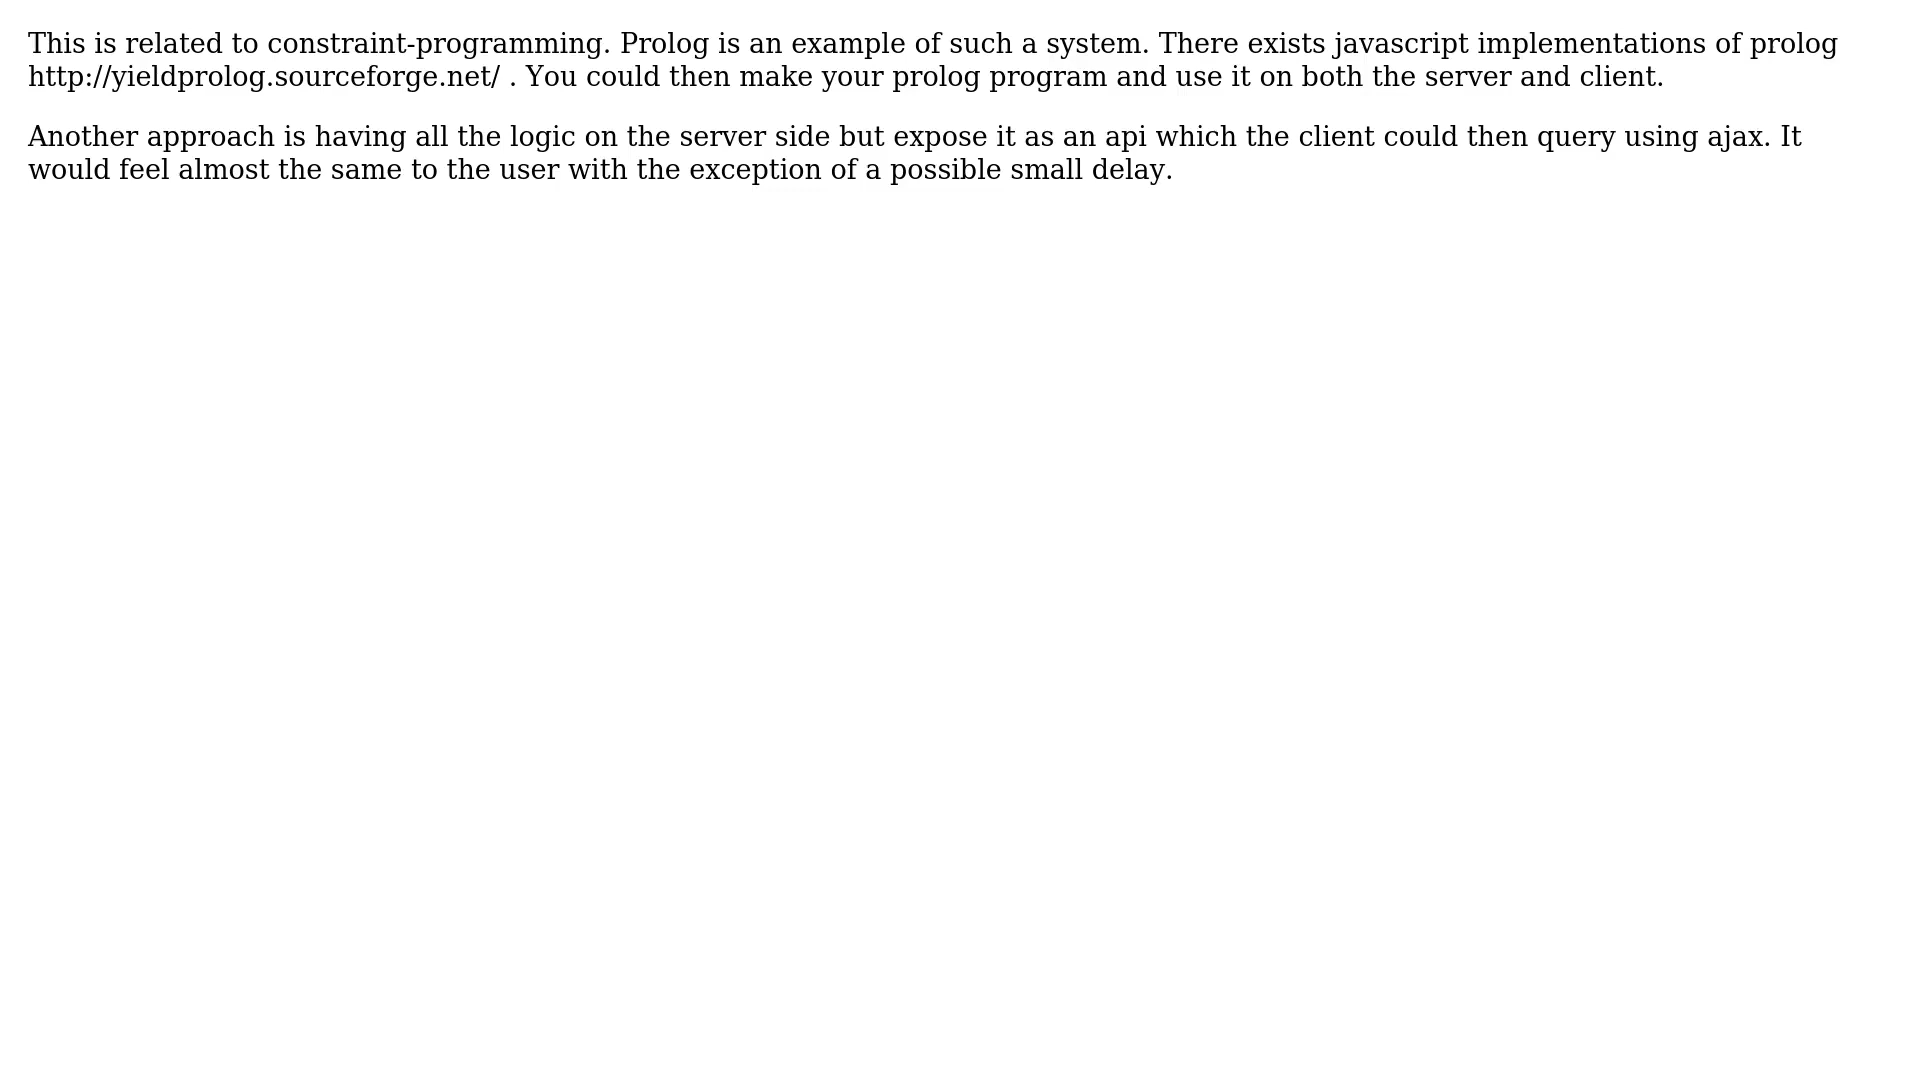 This is related to constraint-programming. Prolog is an example of such a system. There exists javascript implementations of prolog
http://yieldprolog.sourceforge.net/ . You could then make your prolog program and use it on both the server and client.
Another approach is having all the logic on the server side but expose it as an api which the client could then query using ajax. It
would feel almost the same to the user with the exception of a possible small delay.